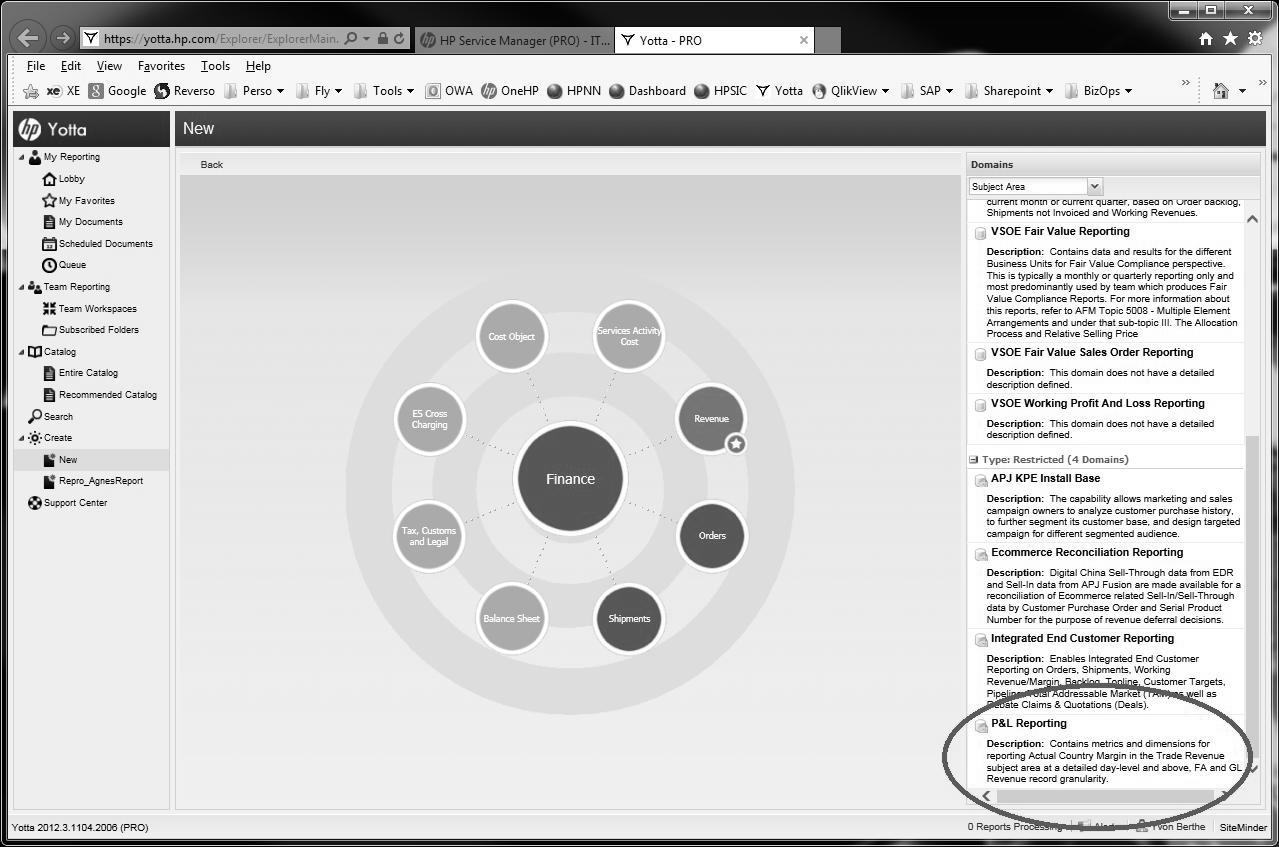 https://yotta.hp.com/Explorer/ExplorerMain.
HP Service Manager (PRO) - IT...
Yotta - PRO
File Edit View Favorites Tools Help
XE Google Reverso Perso Fly Tools OWA OneHP HPNN Dashboard HPSIC Yotta QlikView SAP Sharepoint BizOps
hp Yotta
My Reporting
Lobby
My Favorites
My Documents
Scheduled Documents
Queue
Team Reporting
Team Workspaces
Subscribed Folders
Catalog
Entire Catalog
Recommended Catalog
Search
Create
New
Repro_AgnesReport
Support Center
New
Back
Cost Object
Services Activity
Cost
ES Cross
Charging
Revenue
Finance
Tax, Customs
and Legal
Orders
Balance Sheet
Shipments
Domains
Subject Area
current month or current quarter, based on Order backlog,
Shipments not Invoiced and Working Revenues.
VSOE Fair Value Reporting
Description: Contains data and results for the different
Business Units for Fair Value Compliance perspective.
This is typically a monthly or quarterly reporting only and
most predominantly used by team which produces Fair
Value Compliance Reports. For more information about
this reports, refer to AFM Topic 5008 - Multiple Element
Arrangements and under that sub-topic III. The Allocation
Process and Relative Selling Price
VSOE Fair Value Sales Order Reporting
Description: This domain does not have a detailed
description defined.
VSOE Working Profit And Loss Reporting
Description: This domain does not have a detailed
description defined.
Type: Restricted (4 Domains)
APJ KPE Install Base
Description: The capability allows marketing and sales
campaign owners to analyze customer purchase history,
to further segment its customer base, and design targeted
campaign for different segmented audience.
Ecommerce Reconciliation Reporting
Description: Digital China Sell-Through data from EDR
and Sell-In data from APJ Fusion are made available for a
reconciliation of Ecommerce related Sell-In/Sell-Through
data by Customer Purchase Order and Serial Product
Number for the purpose of revenue deferral decisions.
Integrated End Customer Reporting
Description: Enables Integrated End Customer
Reporting on Orders, Shipments, Working
Revenue/Margin, Backlog, Topline, Customer Targets,
Pipeline, Total Addressable Market (TAM) as well as
Rebate Claims & Quotations (Deals).
P&L Reporting
Description: Contains metrics and dimensions for
reporting Actual Country Margin in the Trade Revenue
subject area at a detailed day-level and above, FA and GL
Revenue record granularity.
Yotta 2012.3.1104.2006 (PRO)
0 Reports Processing Alerts Yvon Berthe SiteMinder